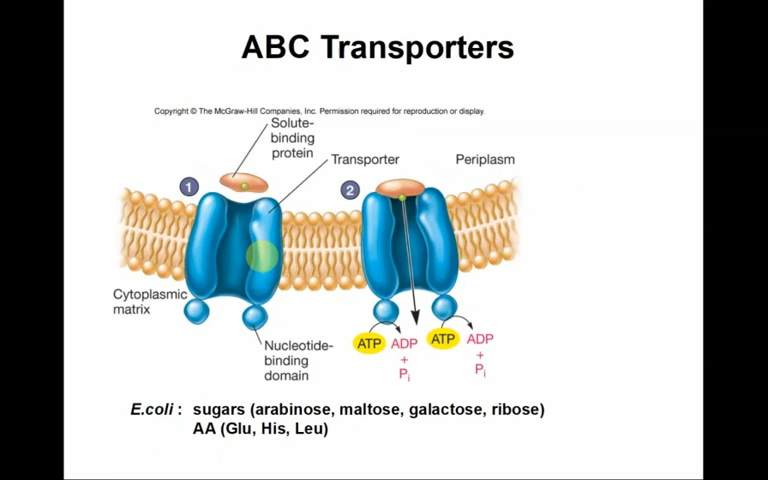 ABC Transporters
Copyright © The McGraw-Hill Companies, Inc. Permission required for reproduction or display.
Solute-
binding
protein
Transporter
Periplasm
1
2
Cytoplasmic
matrix
Nucleotide-
binding
domain
ATP
ADP
+
Pi
ATP
ADP
+
Pi
E.coli : sugars (arabinose, maltose, galactose, ribose)
AA (Glu, His, Leu)